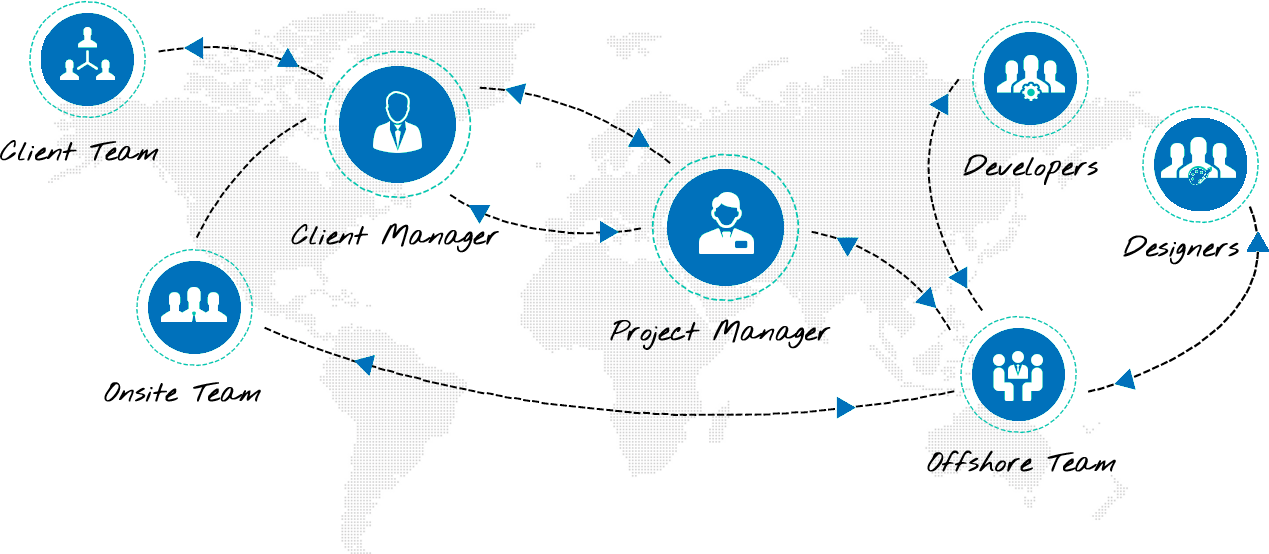 Client Team
Developers
Client Manager
Designers
Project Manager
Onsite Team
Offshore Team